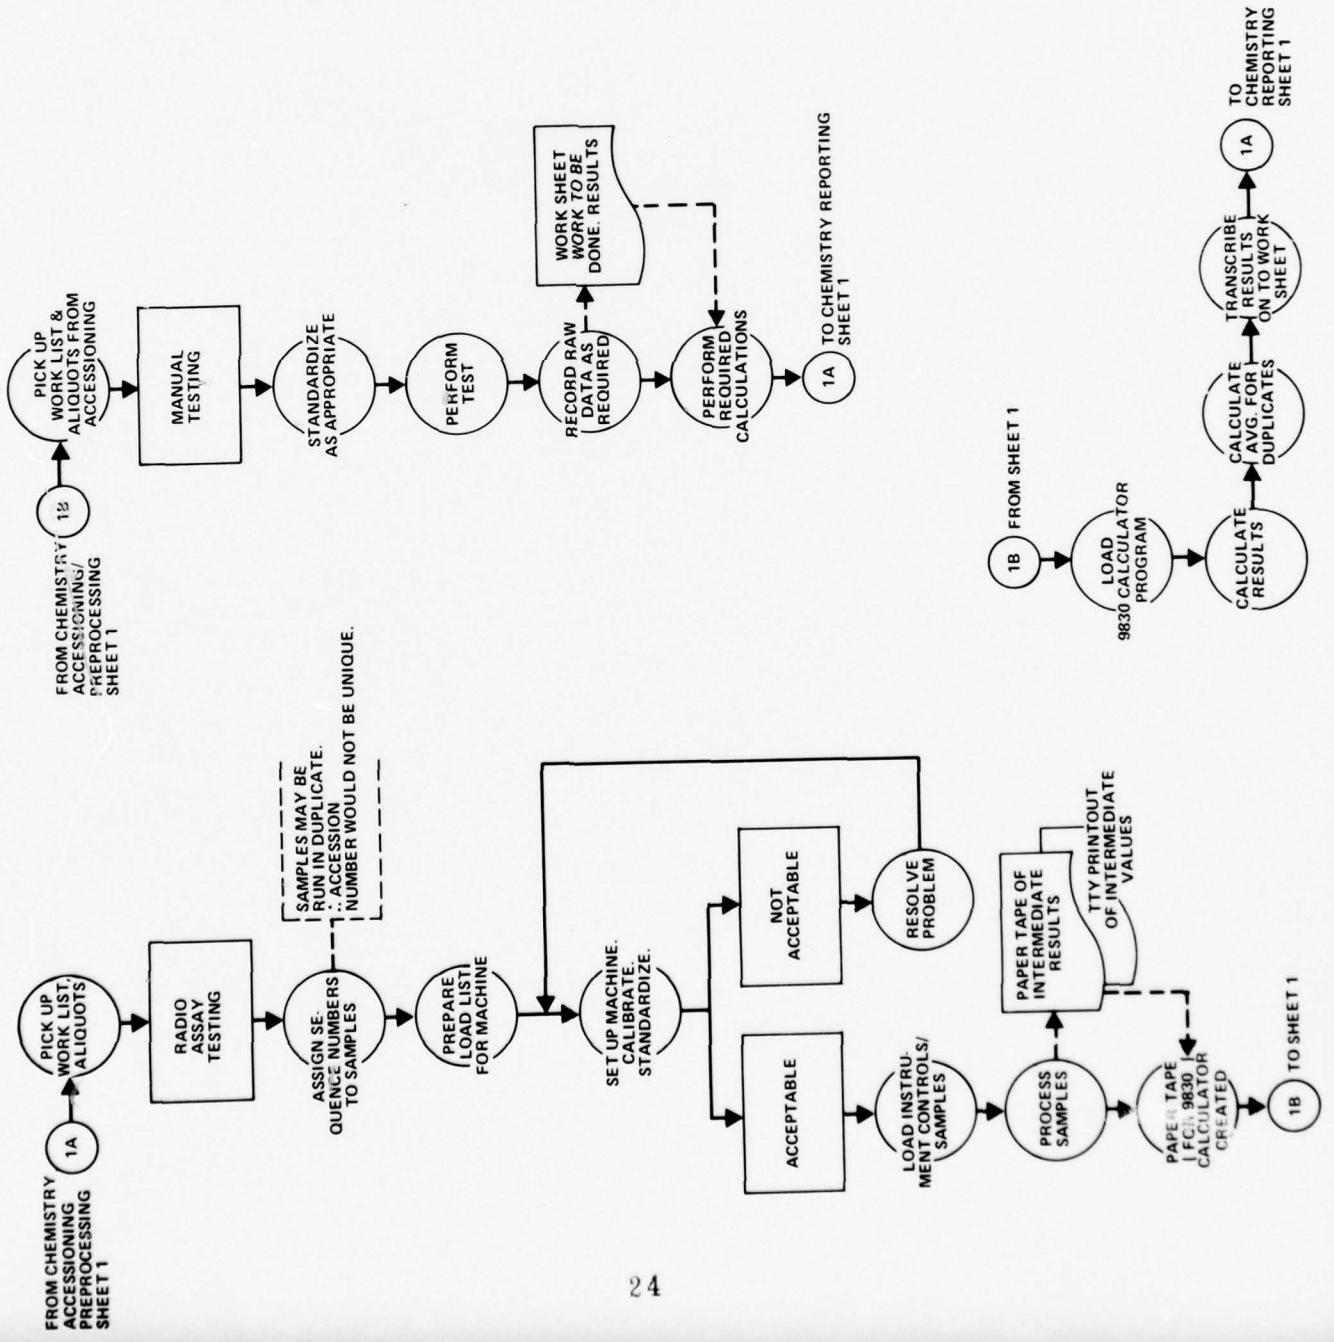 FROM CHEMISTRY
ACCESSIONING
PREPROCESSING
SHEET 1
1A
PICK UP
WORK LIST,
ALIQUOTS
RADIO
ASSAY
TESTING
ASSIGN SE-
QUENCE NUMBERS
TO SAMPLES
SAMPLES MAY BE
RUN IN DUPLICATE.
∴ ACCESSION
NUMBER WOULD NOT BE UNIQUE.
PREPARE
LOAD LIST
FOR MACHINE
SET UP MACHINE.
CALIBRATE.
STANDARDIZE.
ACCEPTABLE
NOT
ACCEPTABLE
RESOLVE
PROBLEM
LOAD INSTRU-
MENT CONTROLS/
SAMPLES
PROCESS
SAMPLES
PAPER TAPE OF
INTERMEDIATE
RESULTS
TTY PRINTOUT
OF INTERMEDIATE
VALUES
PAPER TAPE
FOR 9830
CALCULATOR
CREATED
1B
TO SHEET 1
FROM CHEMISTRY
ACCESSIONING/
PREPROCESSING
SHEET 1
1B
PICK UP
WORK LIST &
ALIQUOTS FROM
ACCESSIONING
MANUAL
TESTING
STANDARDIZE
AS APPROPRIATE
PERFORM
TEST
RECORD RAW
DATA AS
REQUIRED
WORK SHEET
WORK TO BE
DONE. RESULTS
PERFORM
REQUIRED
CALCULATIONS
1A
TO CHEMISTRY REPORTING
SHEET 1
1B
FROM SHEET 1
LOAD
9830 CALCULATOR
PROGRAM
CALCULATE
RESULTS
CALCULATE
AVG. FOR
DUPLICATES
TRANSCRIBE
RESULTS
ON TO WORK
SHEET
1A
TO
CHEMISTRY
REPORTING
SHEET 1
24